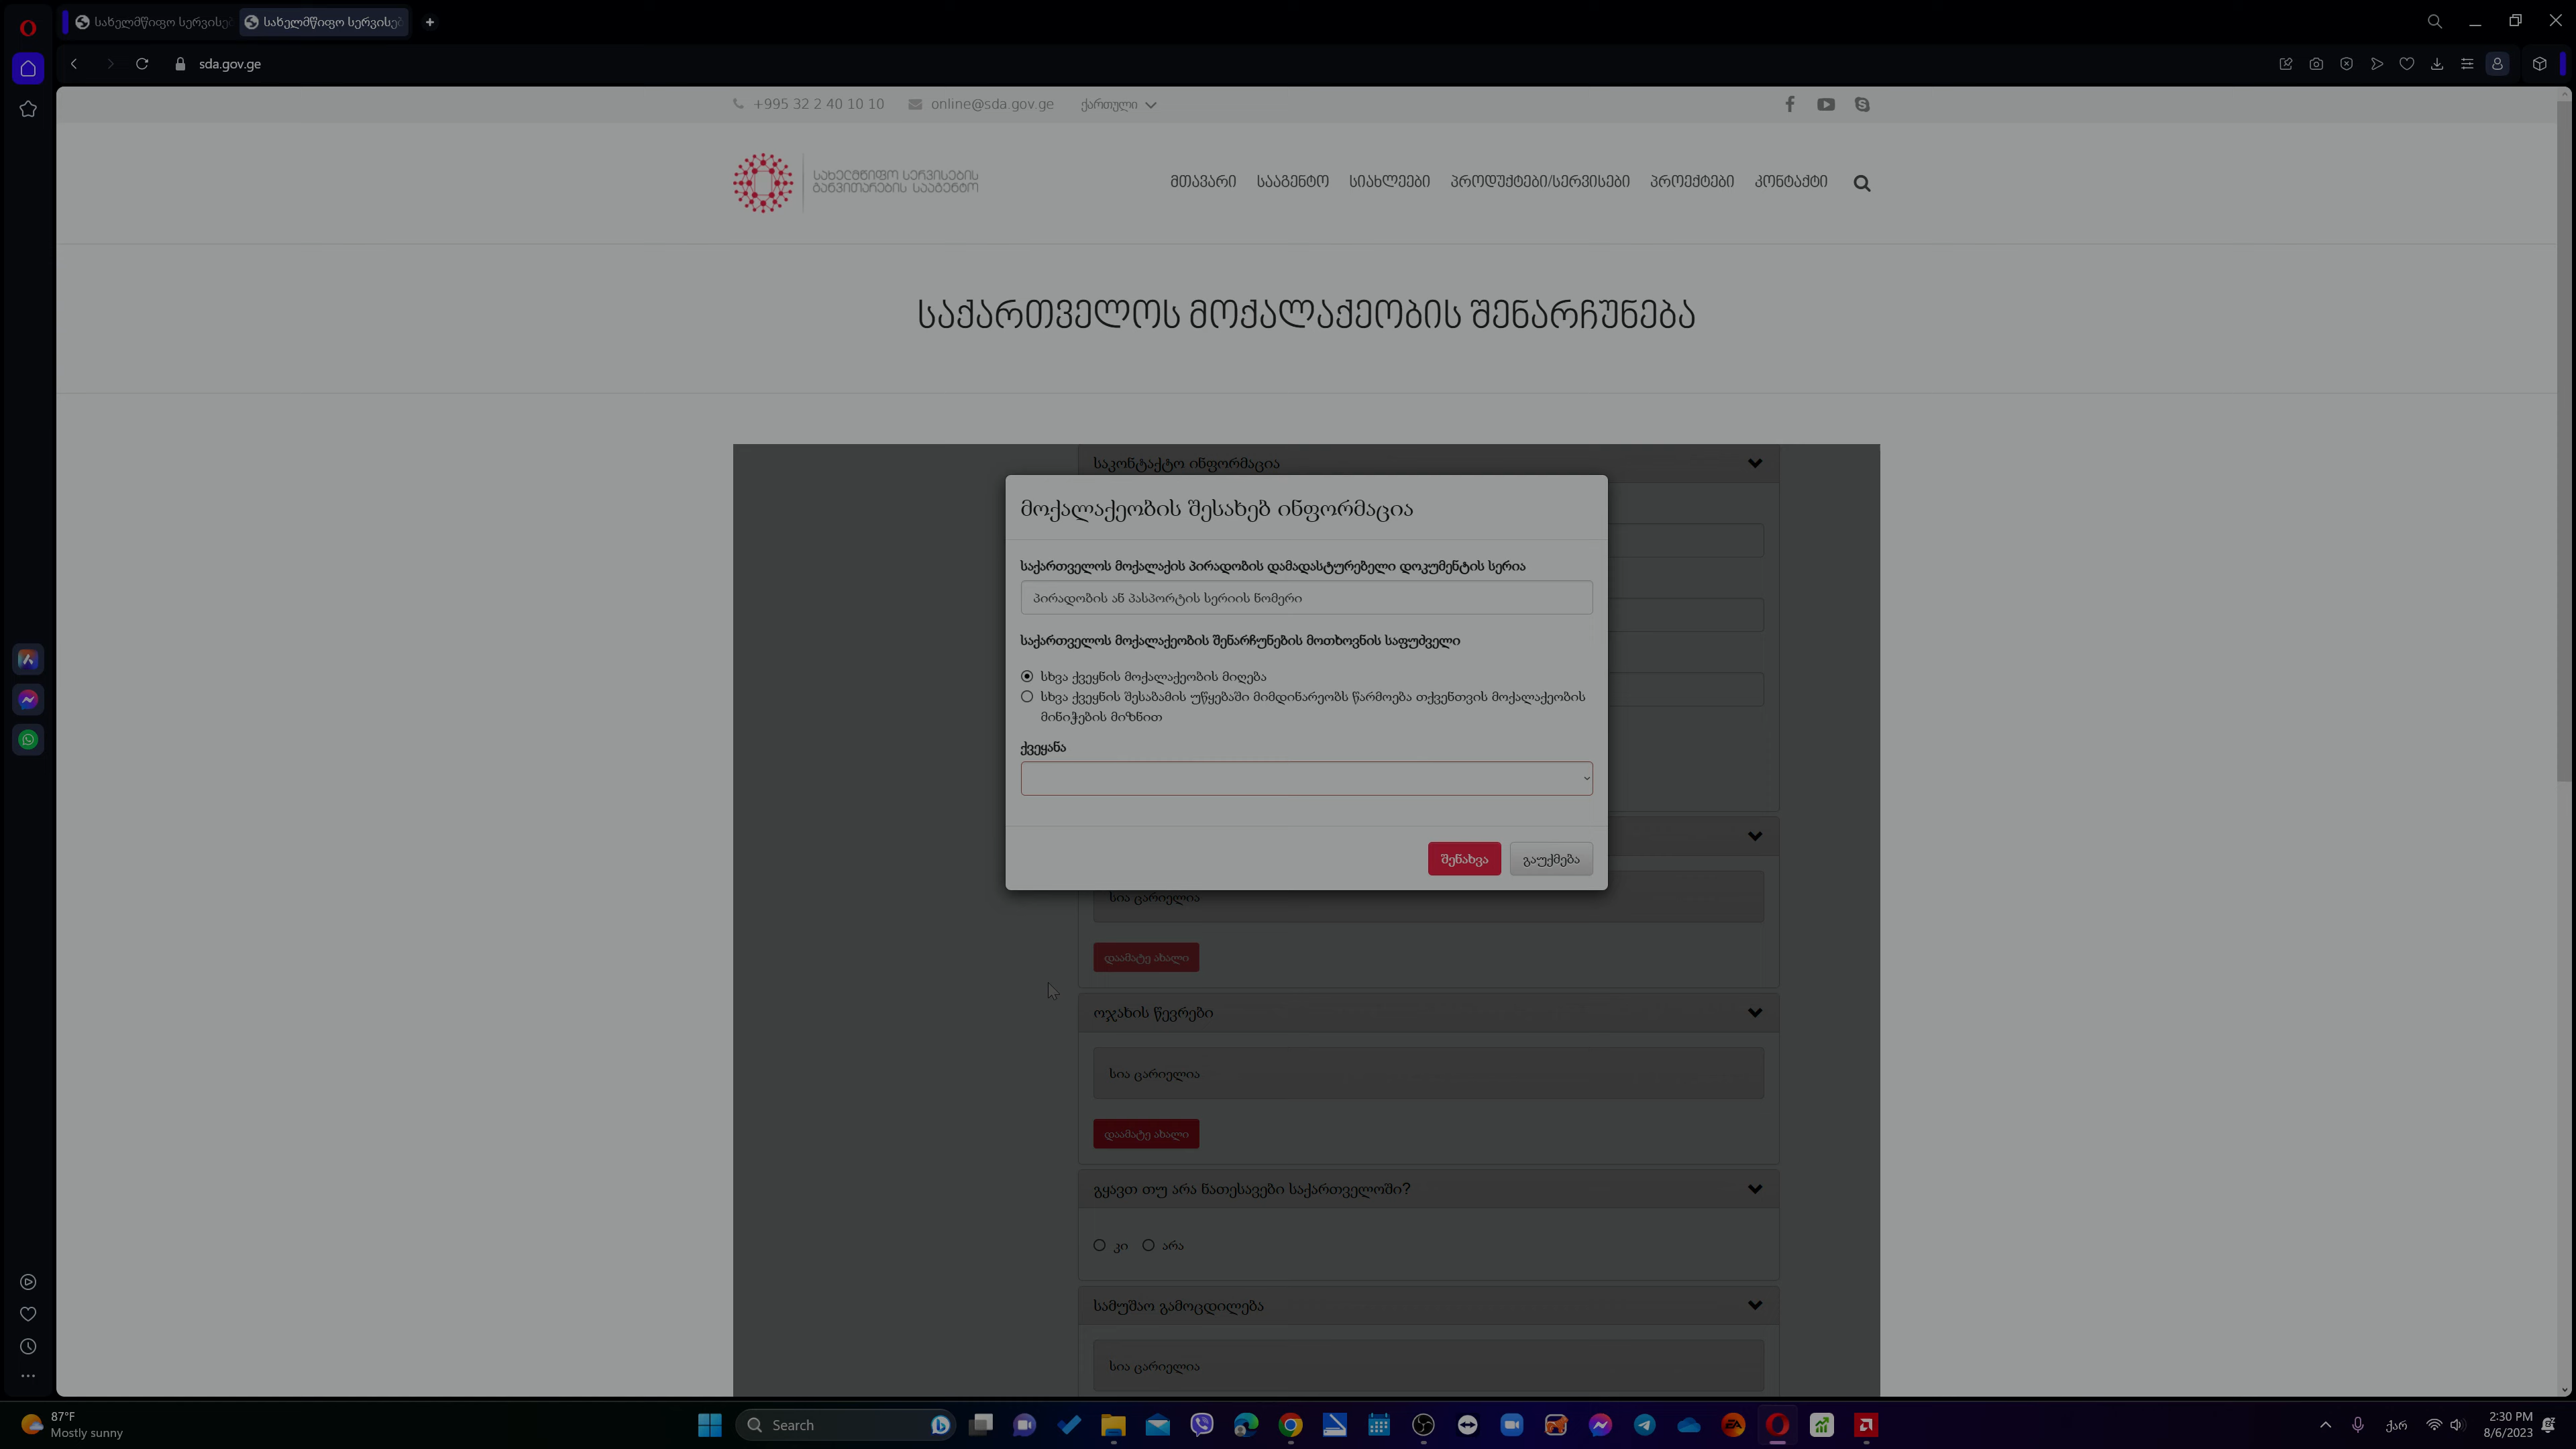 სახელმწიფო სერვისებ
სახელმწიფო სერვისებ
sda.gov.ge
+995 32 2 40 10 10
online@sda.gov.ge
ქართული
სახელმწიფო სერვისების
განვითარების სააგენტო
მთავარი
სააგენტო
სიახლეები
პროდუქტები/სერვისები
პროექტები
კონტაქტი
საქართველოს მოქალაქეობის შენარჩუნება
საკონტაქტო ინფორმაცია
მოქალაქეობის შესახებ ინფორმაცია
საქართველოს მოქალაქის პირადობის დამადასტურებელი დოკუმენტის სერია
პირადობის ან პასპორტის სერიის ნომერი
საქართველოს მოქალაქეობის შენარჩუნების მოთხოვნის საფუძველი
სხვა ქვეყნის მოქალაქეობის მიღება
სხვა ქვეყნის შესაბამის უწყებაში მიმდინარეობს წარმოება თქვენთვის მოქალაქეობის
მინიჭების მიზნით
ქვეყანა
შენახვა
გაუქმება
სია ცარიელია
დაამატე ახალი
ოჯახის წევრები
სია ცარიელია
დაამატე ახალი
გყავთ თუ არა ნათესავები საქართველოში?
კი
არა
სამუშაო გამოცდილება
სია ცარიელია
87°F
Mostly sunny
Search
EA
ქარ
2:30 PM
8/6/2023